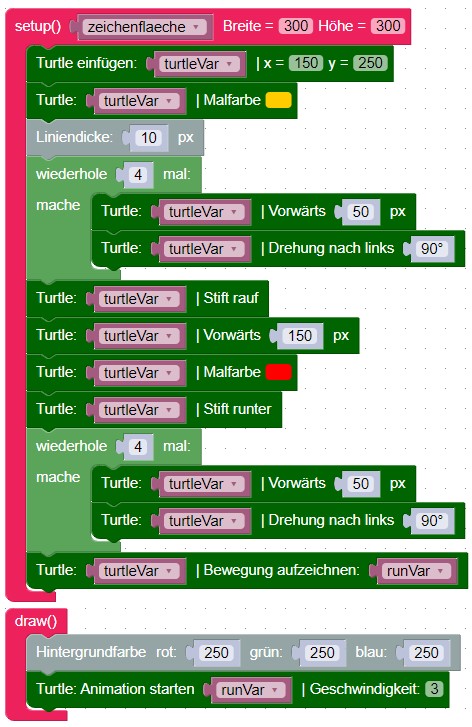 setup() zeichenflaeche Breite = 300 Höhe = 300
Turtle einfügen: turtleVar | x = 150 y = 250
Turtle: turtleVar | Malfarbe
Liniendicke: 10 px
wiederhole 4 mal:
mache Turtle: turtleVar | Vorwärts 50 px
Turtle: turtleVar | Drehung nach links 90°
Turtle: turtleVar | Stift rauf
Turtle: turtleVar | Vorwärts 150 px
Turtle: turtleVar | Malfarbe
Turtle: turtleVar | Stift runter
wiederhole 4 mal:
mache Turtle: turtleVar | Vorwärts 50 px
Turtle: turtleVar | Drehung nach links 90°
Turtle: turtleVar | Bewegung aufzeichnen: runVar
draw()
Hintergrundfarbe rot: 250 grün: 250 blau: 250
Turtle: Animation starten runVar | Geschwindigkeit: 3